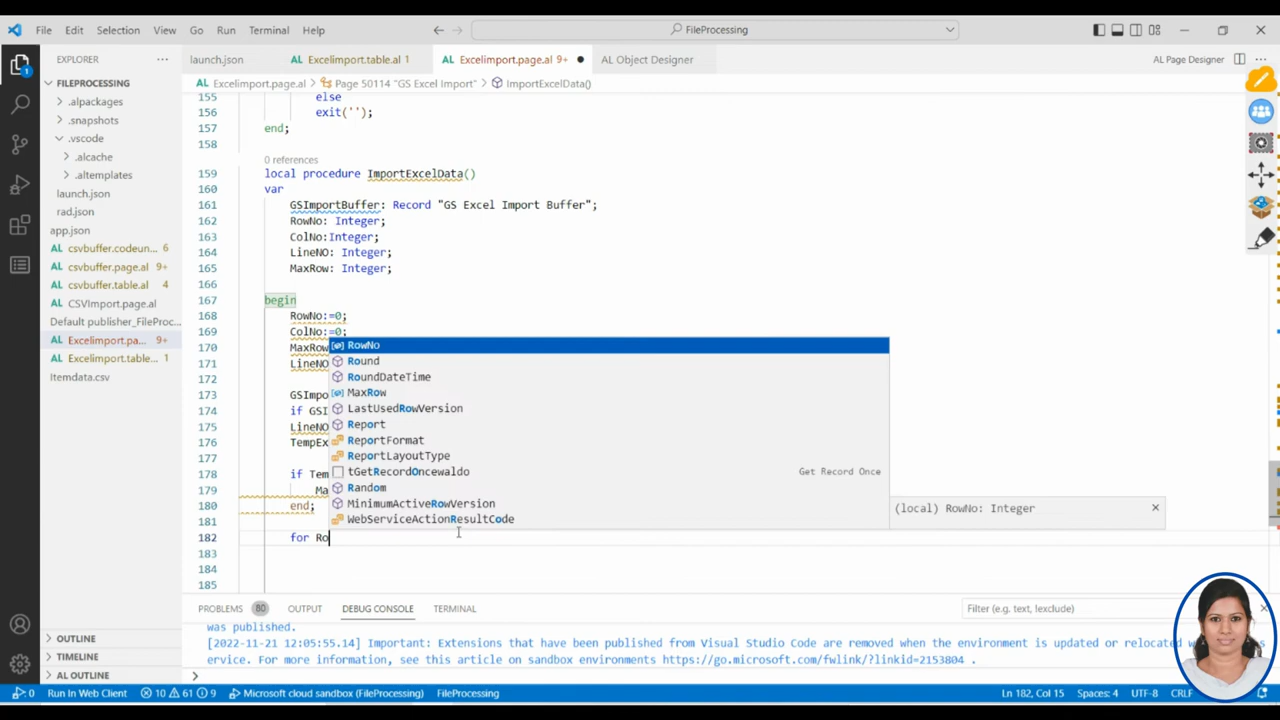 File Edit Selection View Go Run Terminal Help
FileProcessing
EXPLORER
launch.json
Excelimport.table.al 1
Excelimport.page.al 9+
AL Object Designer
AL Page Designer
FILEPROCESSING
AL Excelimport.page.al > Page 50114 "GS Excel Import" > ImportExcelData()
.alpackages
.snapshots
.vscode
.alcache
.altemplates
launch.json
rad.json
app.json
AL csvbuffer.codeun... 6
AL csvbuffer.page.al 9+
AL csvbuffer.table.al 4
AL CSVImport.page.al
Default publisher_FileProc...
AL Excelimport.pa... 9+
AL Excelimport.table... 1
Itemdata.csv
OUTLINE
TIMELINE
AL OUTLINE
155 else
156 exit('');
157 end;
158
0 references
159 local procedure ImportExcelData()
160 var
161 GSImportBuffer: Record "GS Excel Import Buffer";
162 RowNo: Integer;
163 ColNo:Integer;
164 LineNO: Integer;
165 MaxRow: Integer;
166
167 begin
168 RowNo:=0;
169 ColNo:=0;
170 MaxRow
171 LineNO
172
173 GSImpo
174 if GSI
175 LineNO
176 TempEx
178 if Tem
179 Ma
180 end;
181
182 for Ro
183
184
185
RowNo
Round
RoundDateTime
MaxRow
LastUsedRowVersion
Report
ReportFormat
ReportLayoutType
tGetRecordOncewaldo Get Record Once
Random
MinimumActiveRowVersion
WebServiceActionResultCode
(local) RowNo: Integer
PROBLEMS 80 OUTPUT DEBUG CONSOLE TERMINAL
Filter (e.g. text, !exclude)
was published.
[2022-11-21 12:05:55.14] Important: Extensions that have been published from Visual Studio Code are removed when the environment is updated or relocated
ervice. For more information, see this article on sandbox environments https://go.microsoft.com/fwlink/?linkid=2153804 .
0 Run In Web Client 10 61 9 Microsoft cloud sandbox (FileProcessing) FileProcessing Ln 182, Col 15 Spaces: 4 UTF-8 CRLF